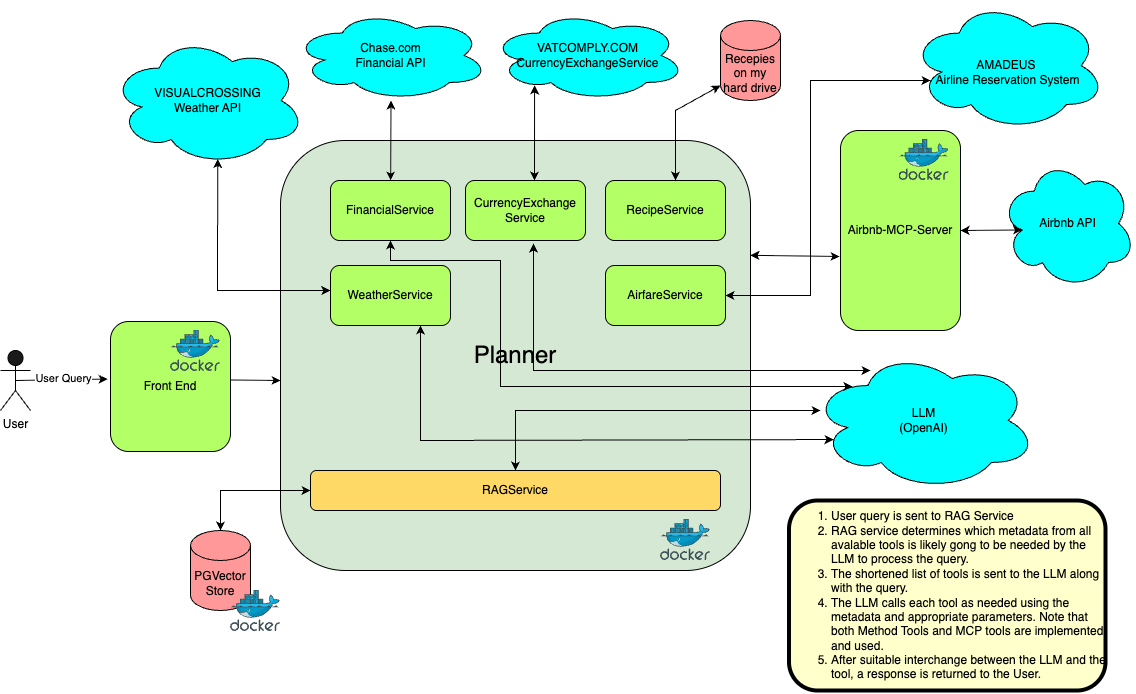 Chase.com
Financial API
VATCOMPLY.COM
CurrencyExchangeService
Recepies
on my
hard drive
AMADEUS
Airline Reservation System
VISUALCROSSING
Weather API
docker
FinancialService
CurrencyExchange
Service
RecipeService
Airbnb-MCP-Server
Airbnb API
WeatherService
AirfareService
Planner
docker
Front End
User Query
User
LLM
(OpenAI)
RAGService
docker
PGVector
Store
docker
1. User query is sent to RAG Service
2. RAG service determines which metadata from all
avalable tools is likely gong to be needed by the
LLM to process the query.
3. The shortened list of tools is sent to the LLM along
with the query.
4. The LLM calls each tool as needed using the
metadata and appropriate parameters. Note that
both Method Tools and MCP tools are implemented
and used.
5. After suitable interchange between the LLM and the
tool, a response is returned to the User.